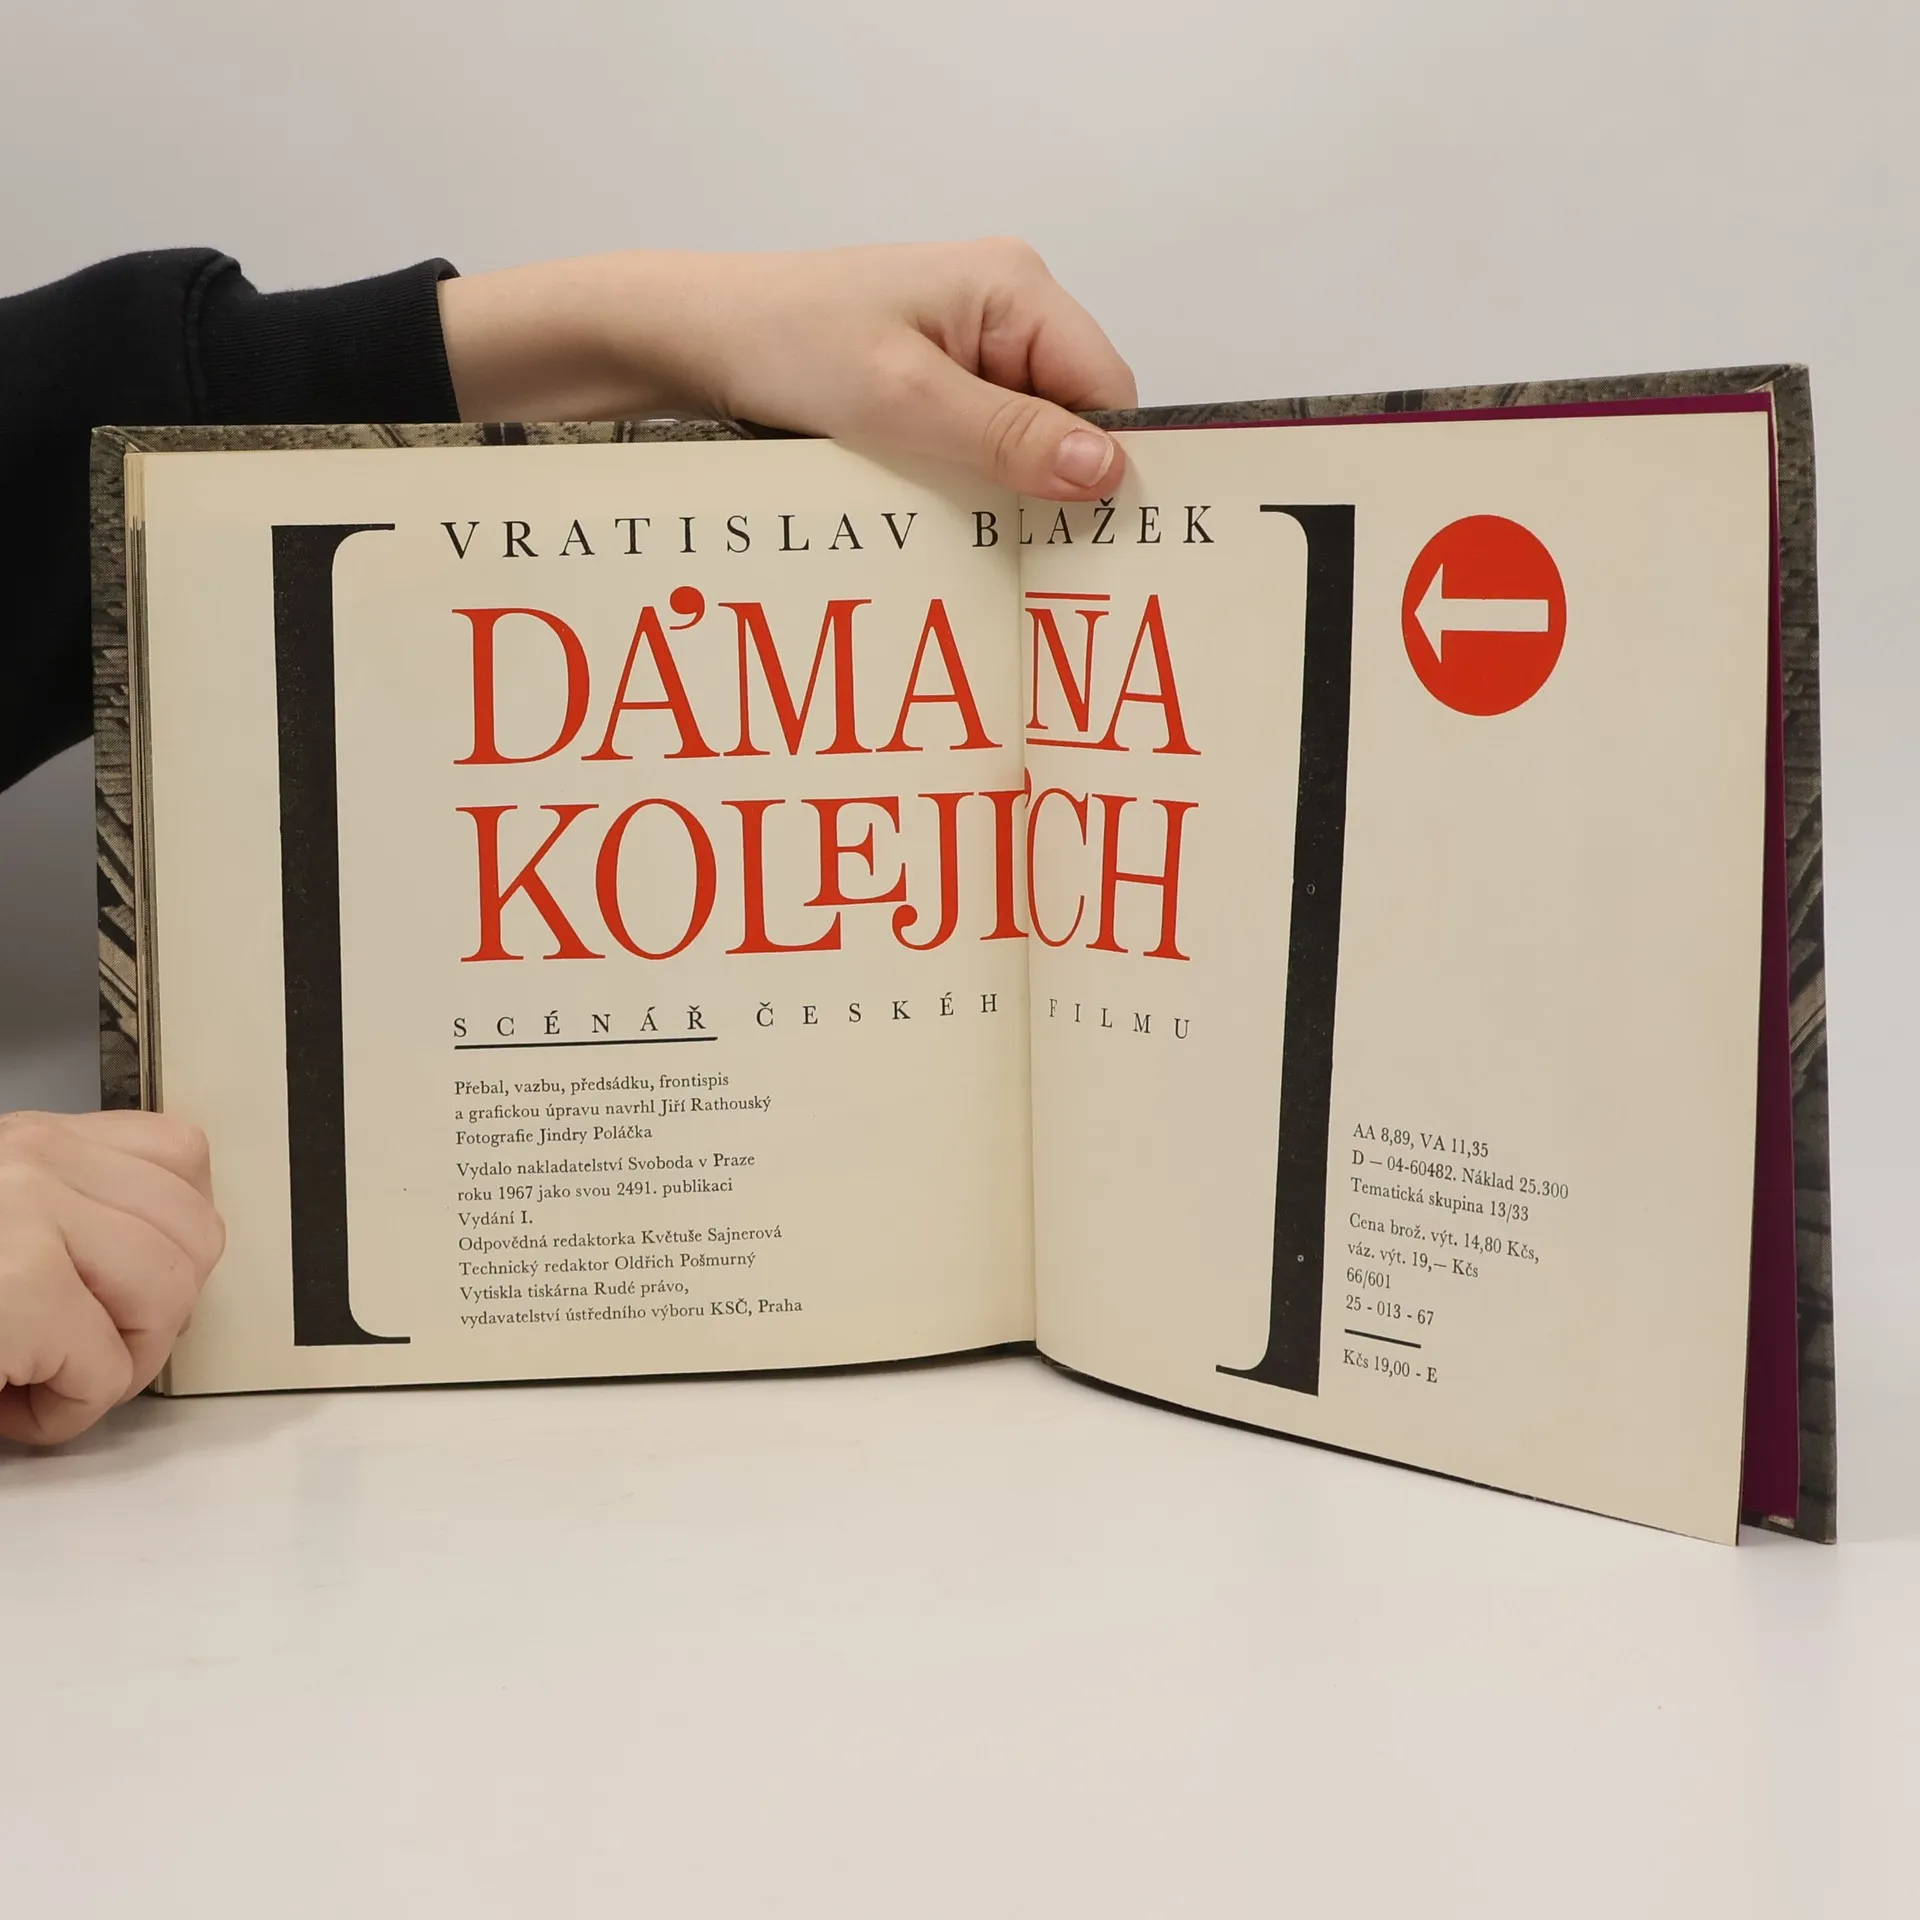 VRATISLAV BLAŽEK
DÁMA NA
KOLEJÍCH
SCÉNÁŘ ČESKÉH FILMU
Přebal, vazbu, předsádku, frontispis
a grafickou úpravu navrhl Jiří Rathouský
Fotografie Jindry Poláčka
Vydalo nakladatelství Svoboda v Praze
roku 1967 jako svou 2491. publikaci
Vydání I.
Odpovědná redaktorka Květuše Sajnerová
Technický redaktor Oldřich Pošmurný
Vytiskla tiskárna Rudé právo,
vydavatelství ústředního výboru KSČ, Praha
AA 8,89, VA 11,35
D — 04-60482. Náklad 25.300
Tematická skupina 13/33
Cena brož. výt. 14,80 Kčs,
váz. výt. 19,— Kčs
66/601
25 - 013 - 67
Kčs 19,00 - E